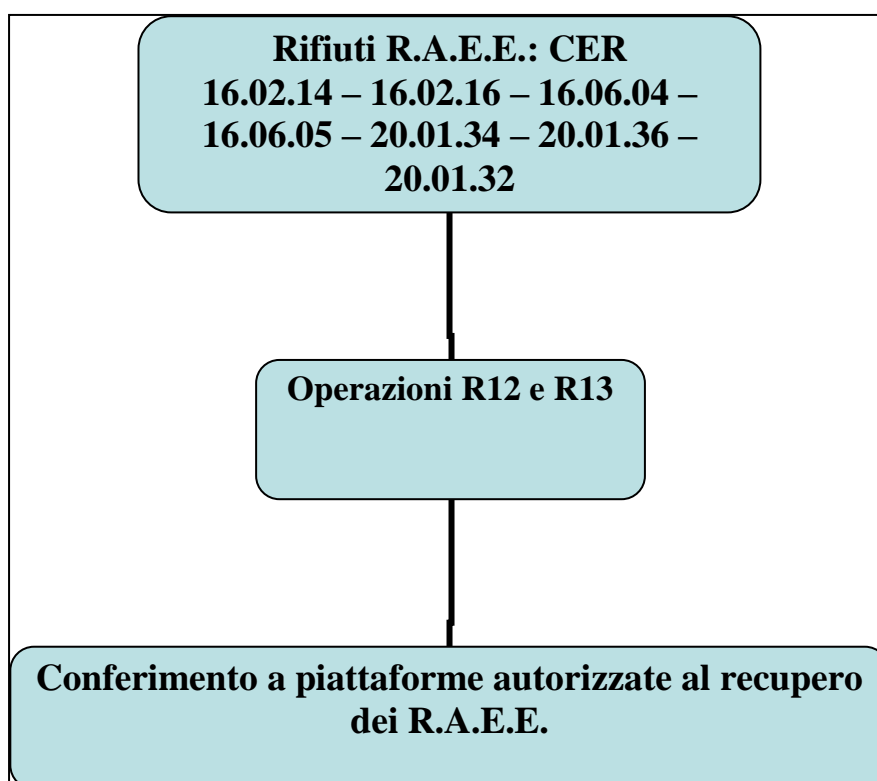 Rifiuti R.A.E.E.: CER
16.02.14 – 16.02.16 – 16.06.04 –
16.06.05 – 20.01.34 – 20.01.36 –
20.01.32
Operazioni R12 e R13
Conferimento a piattaforme autorizzate al recupero
dei R.A.E.E.